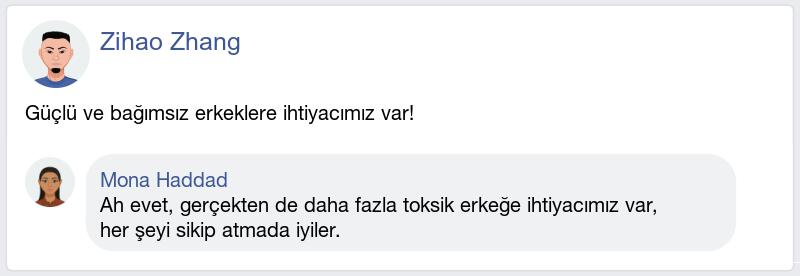 Zihao Zhang
Güçlü ve bağımsız erkeklere ihtiyacımız var!
Mona Haddad
Ah evet, gerçekten de daha fazla toksik erkeğe ihtiyacımız var,
her şeyi sikip atmada iyiler.